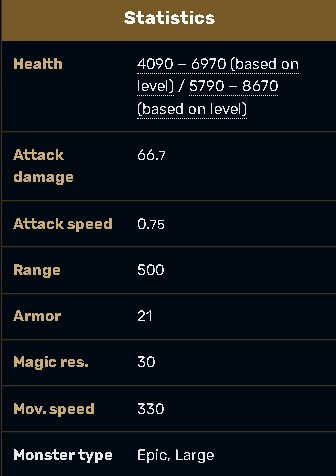 Statistics
Health 4090 – 6970 (based on
level) / 5790 – 8670
(based on level)
Attack 66.7
damage
Attack speed 0.75
Range 500
Armor 21
Magic res. 30
Mov. speed 330
Monster type Epic, Large